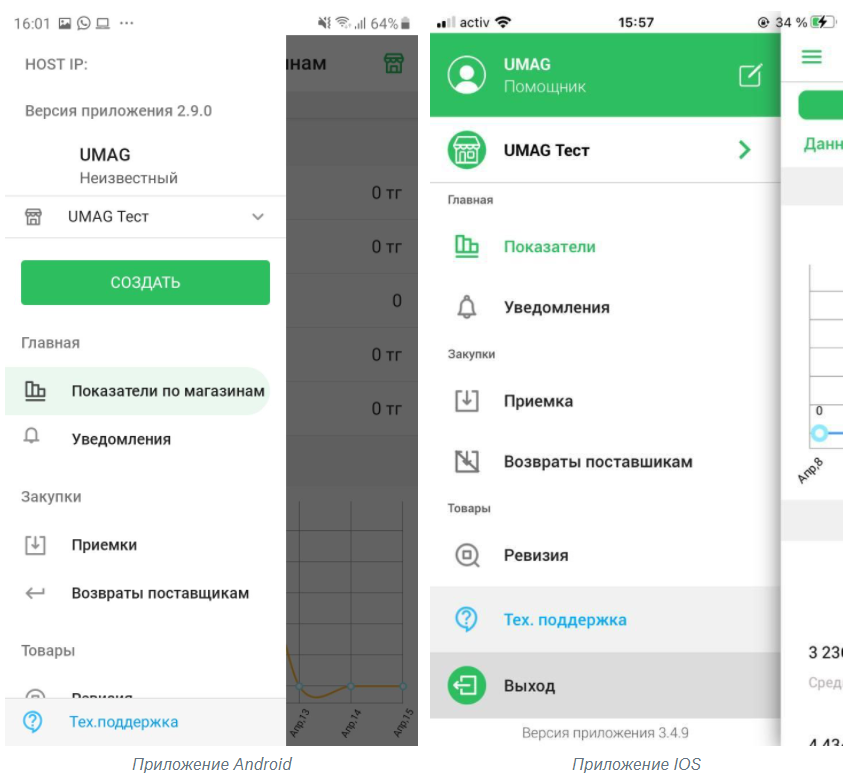 16:01
64%
HOST IP:
Версия приложения 2.9.0
UMAG
Неизвестный
UMAG Тест
СОЗДАТЬ
Главная
Показатели по магазинам
Уведомления
Закупки
Приемки
Возвраты поставщикам
Товары
Ревизия
Тех.поддержка
нам
0 тг
0 тг
0
0 тг
0 тг
Апр,13
Апр,14
Апр,15
Приложение Android
activ
15:57
34 %
UMAG
Помощник
UMAG Тест
Главная
Показатели
Уведомления
Закупки
Приемка
Возвраты поставшикам
Товары
Ревизия
Тех. поддержка
Выход
Версия приложения 3.4.9
Данн
0
Апр,8
3 23
Сред
4 43
Приложение IOS